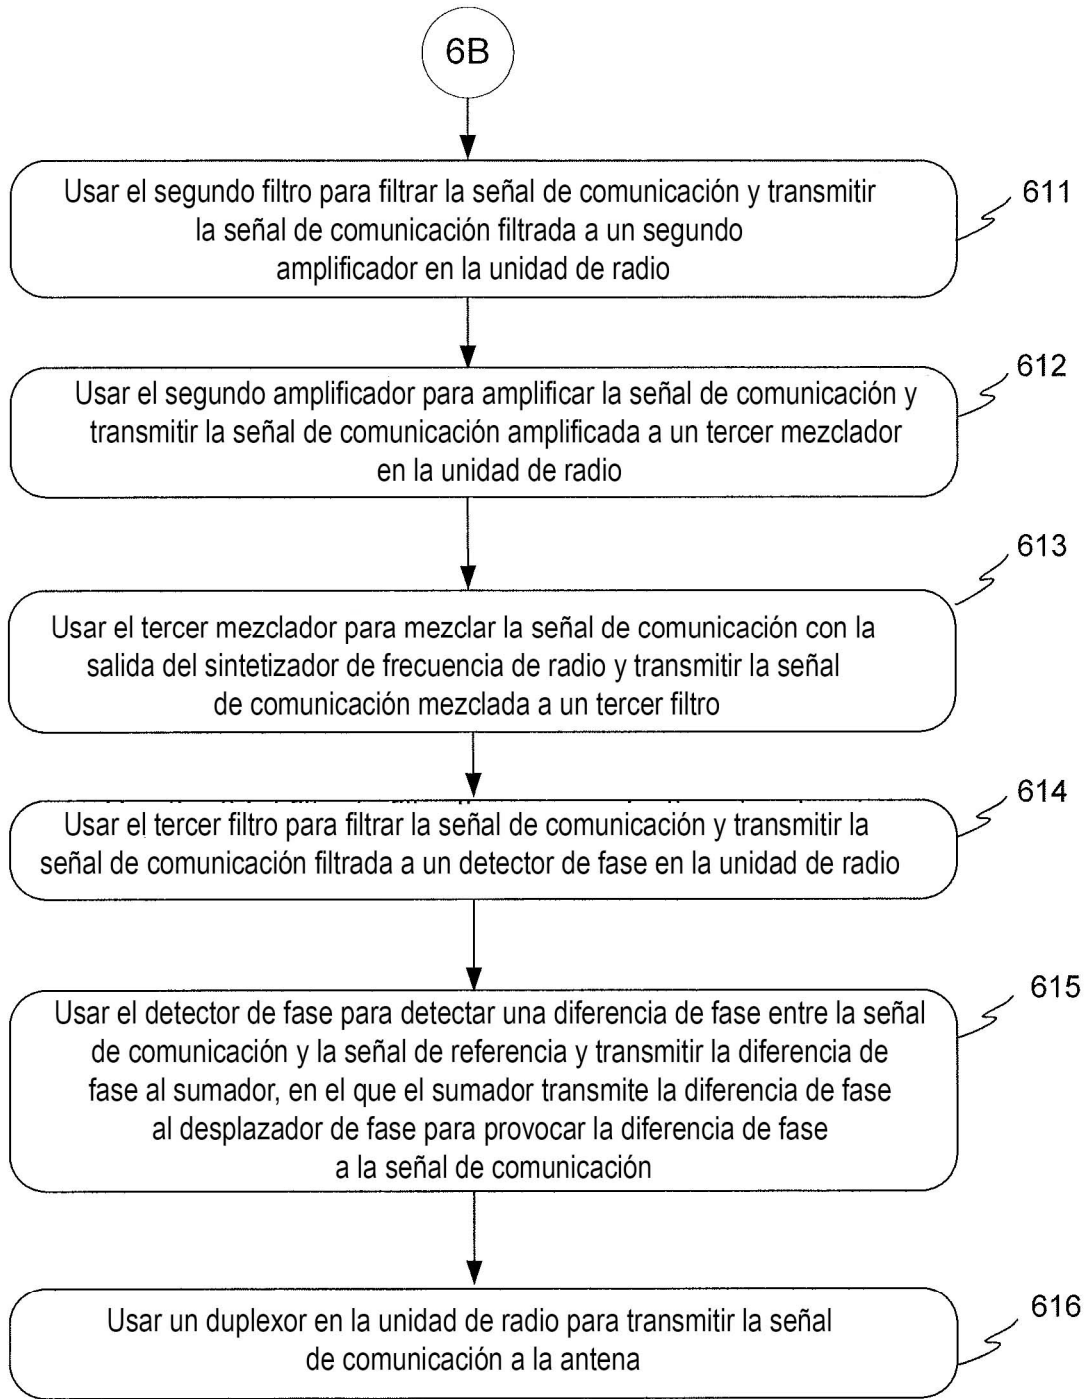 6B
Usar el segundo filtro para filtrar la señal de comunicación y transmitir
la señal de comunicación filtrada a un segundo
amplificador en la unidad de radio
611
Usar el segundo amplificador para amplificar la señal de comunicación y
transmitir la señal de comunicación amplificada a un tercer mezclador
en la unidad de radio
612
Usar el tercer mezclador para mezclar la señal de comunicación con la
salida del sintetizador de frecuencia de radio y transmitir la señal
de comunicación mezclada a un tercer filtro
613
Usar el tercer filtro para filtrar la señal de comunicación y transmitir la
señal de comunicación filtrada a un detector de fase en la unidad de radio
614
Usar el detector de fase para detectar una diferencia de fase entre la señal
de comunicación y la señal de referencia y transmitir la diferencia de
fase al sumador, en el que el sumador transmite la diferencia de fase
al desplazador de fase para provocar la diferencia de fase
a la señal de comunicación
615
Usar un duplexor en la unidad de radio para transmitir la señal
de comunicación a la antena
616